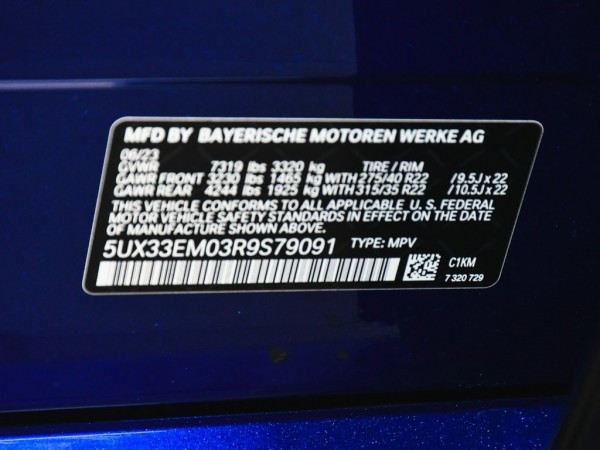 MFD BY BAYERISCHE MOTOREN WERKE AG
06/23
GVWR 7319 lbs 3320 kg TIRE / RIM
GAWR FRONT 3230 lbs 1465 kg WITH 275/40 R22 / 9.5J x 22
GAWR REAR 4244 lbs 1925 kg WITH 315/35 R22 / 10.5J x 22
THIS VEHICLE CONFORMS TO ALL APPLICABLE U. S. FEDERAL
MOTOR VEHICLE SAFETY STANDARDS IN EFFECT ON THE DATE
OF MANUFACTURE SHOWN ABOVE.
5UX33EM03R9S79091 TYPE: MPV
C1KM
7 320 729